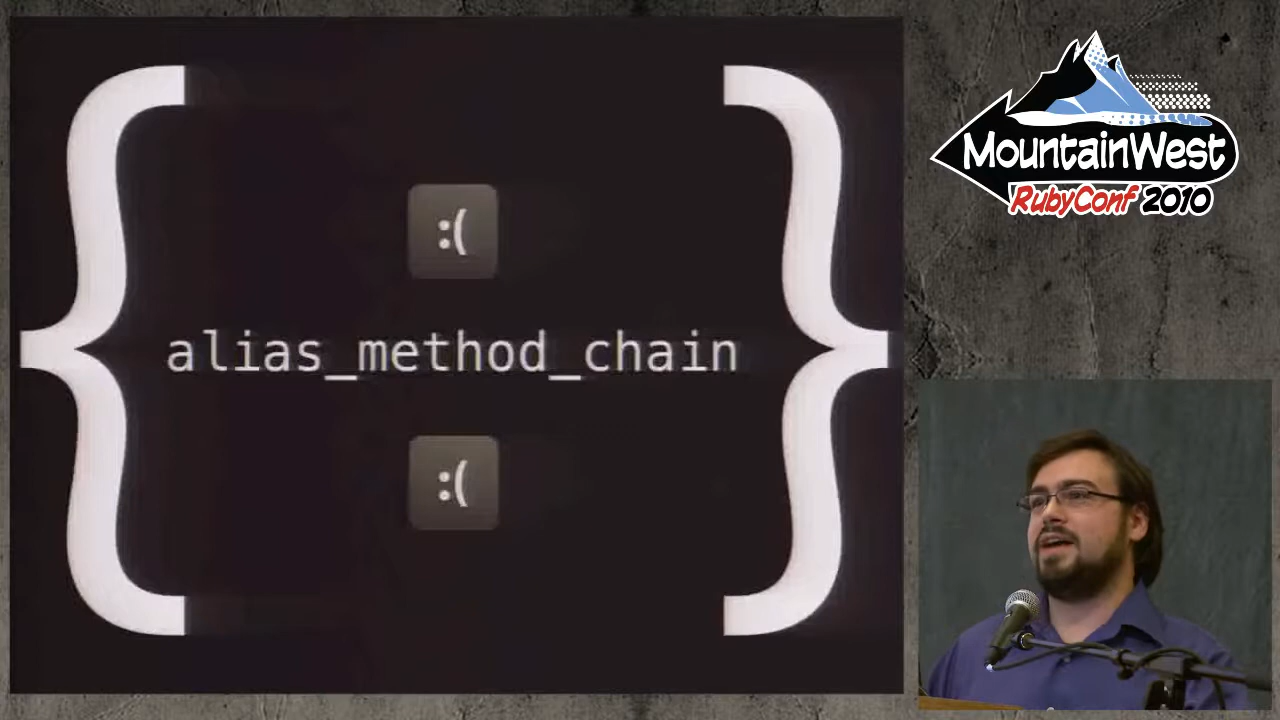 :(
alias_method_chain
:(
MountainWest
RubyConf 2010